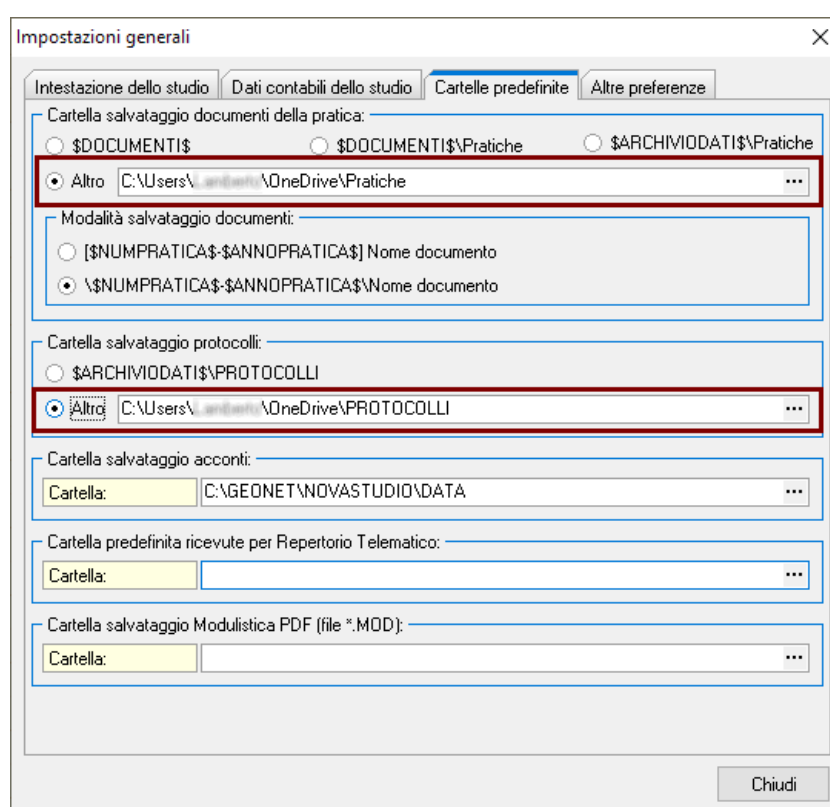 Impostazioni generali
Intestazione dello studio Dati contabili dello studio Cartelle predefinite Altre preferenze
Cartella salvataggio documenti della pratica:
$DOCUMENTI$ $DOCUMENTI$\Pratiche $ARCHIVIODATI$\Pratiche
Altro C:\Users\ \OneDrive\Pratiche ...
Modalità salvataggio documenti:
[$NUMPRATICA$-$ANNOPRATICA$] Nome documento
\$NUMPRATICA$-$ANNOPRATICA$\Nome documento
Cartella salvataggio protocolli:
$ARCHIVIODATI$\PROTOCOLLI
Altro C:\Users\ \OneDrive\PROTOCOLLI ...
Cartella salvataggio acconti:
Cartella: C:\GEONET\NOVASTUDIO\DATA ...
Cartella predefinita ricevute per Repertorio Telematico:
Cartella: ...
Cartella salvataggio Modulistica PDF (file *.MOD):
Cartella: ...
Chiudi